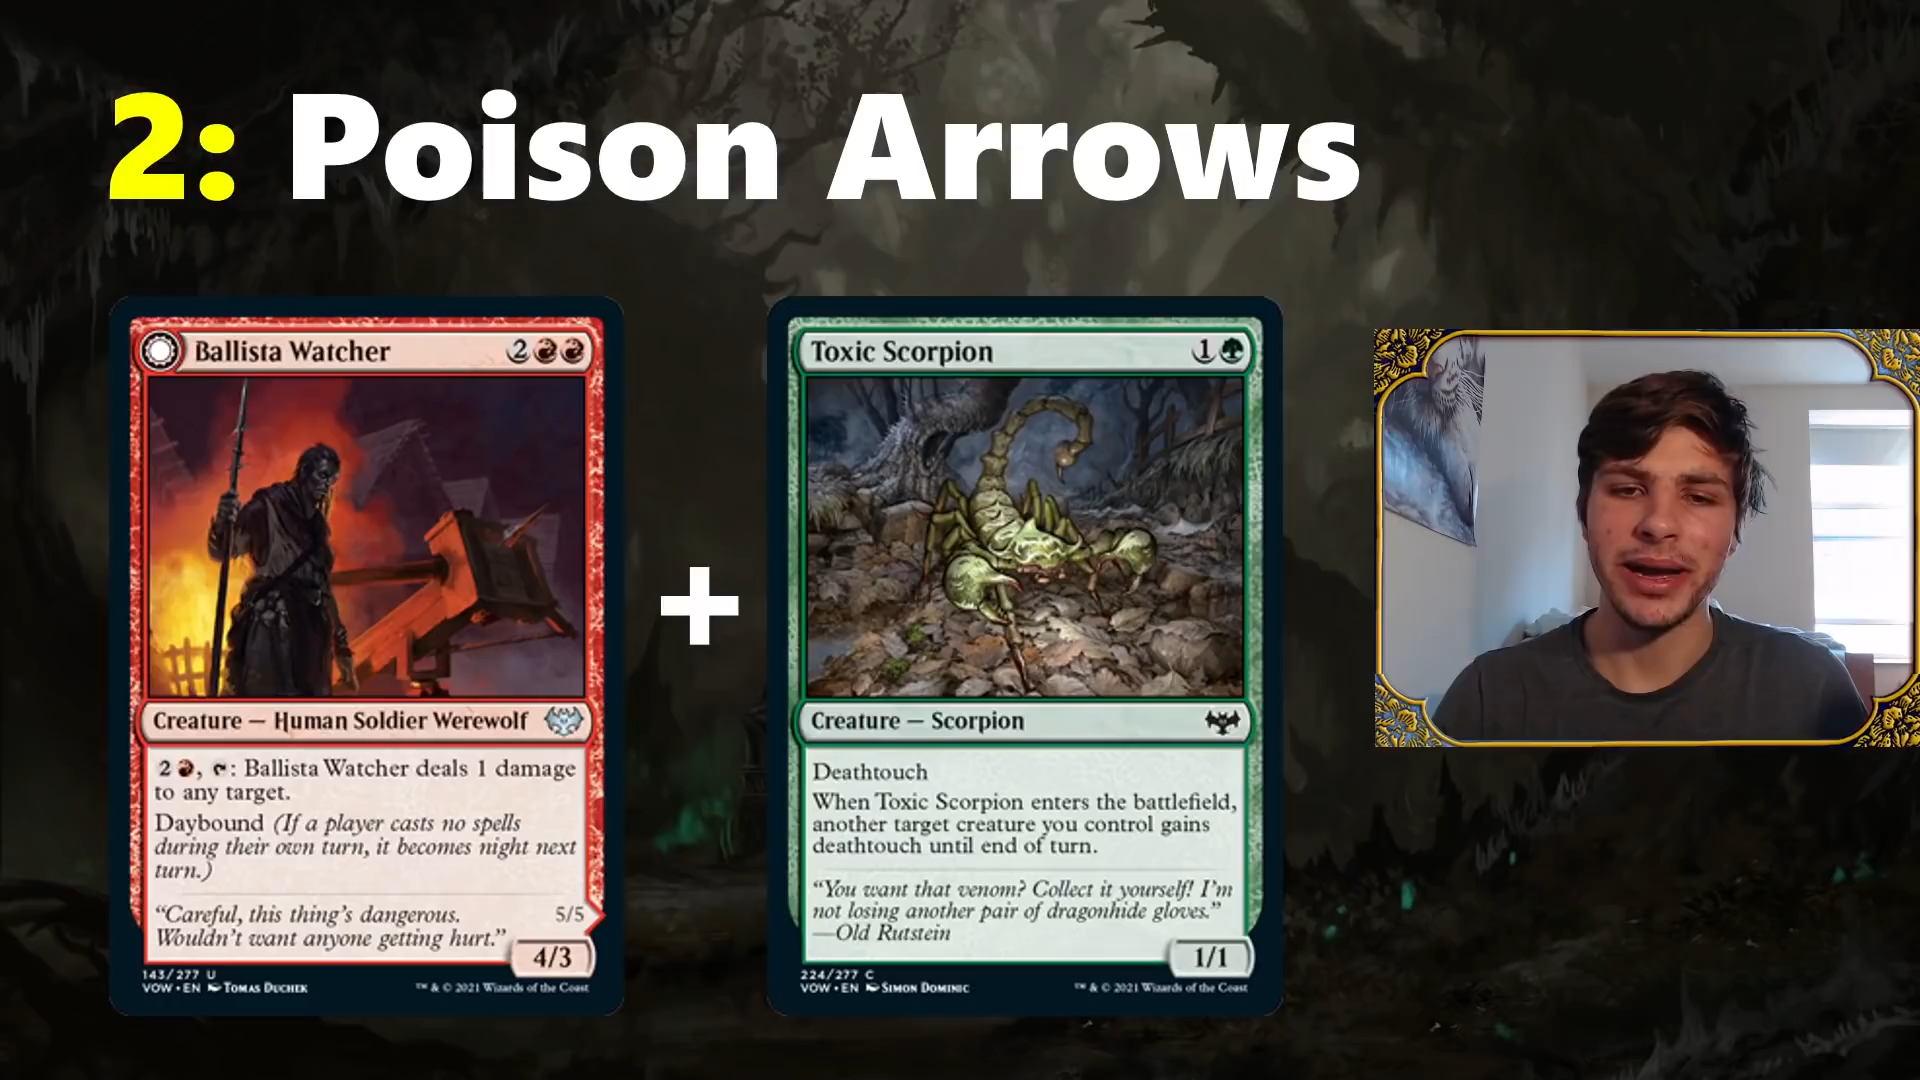 2: Poison Arrows
Ballista Watcher 2
Creature — Human Soldier Werewolf
2 , : Ballista Watcher deals 1 damage
to any target.
Daybound (If a player casts no spells
during their own turn, it becomes night next
turn.)
“Careful, this thing’s dangerous.
Wouldn’t want anyone getting hurt.”
5/5
4/3
143/277 U
VOW • EN Tomas Duchek
™ & © 2021 Wizards of the Coast
+
Toxic Scorpion 1
Creature — Scorpion
Deathtouch
When Toxic Scorpion enters the battlefield,
another target creature you control gains
deathtouch until end of turn.
“You want that venom? Collect it yourself! I’m
not losing another pair of dragonhide gloves.”
—Old Rutstein
1/1
224/277 C
VOW • EN Simon Dominic
™ & © 2021 Wizards of the Coast